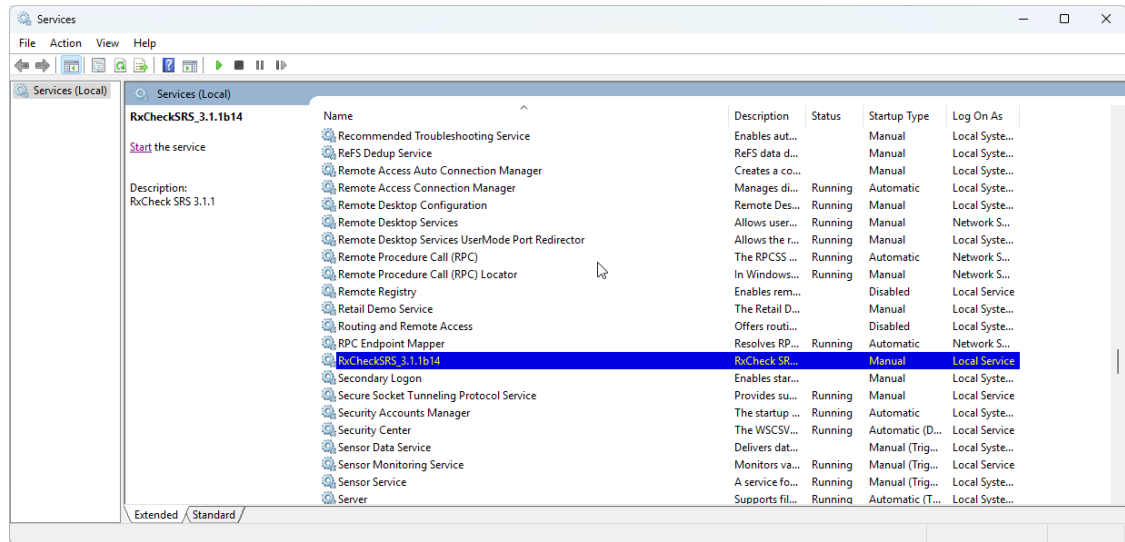 Services
File Action View Help
Services (Local)
Services (Local)
RxCheckSRS_3.1.1b14
Start the service
Description:
RxCheck SRS 3.1.1
Name Description Status Startup Type Log On As
Recommended Troubleshooting Service Enables aut... Manual Local Syste...
ReFS Dedup Service ReFS data d... Manual Local Syste...
Remote Access Auto Connection Manager Creates a co... Manual Local Syste...
Remote Access Connection Manager Manages di... Running Automatic Local Syste...
Remote Desktop Configuration Remote Des... Running Manual Local Syste...
Remote Desktop Services Allows user... Running Manual Network S...
Remote Desktop Services UserMode Port Redirector Allows the r... Running Manual Local Syste...
Remote Procedure Call (RPC) The RPCSS ... Running Automatic Network S...
Remote Procedure Call (RPC) Locator In Windows... Running Manual Network S...
Remote Registry Enables rem... Disabled Local Service
Retail Demo Service The Retail D... Manual Local Syste...
Routing and Remote Access Offers routi... Disabled Local Syste...
RPC Endpoint Mapper Resolves RP... Running Automatic Network S...
RxCheckSRS_3.1.1b14 RxCheck SR... Manual Local Service
Secondary Logon Enables star... Manual Local Syste...
Secure Socket Tunneling Protocol Service Provides su... Running Manual Local Service
Security Accounts Manager The startup ... Running Automatic Local Syste...
Security Center The WSCSV... Running Automatic (D... Local Service
Sensor Data Service Delivers dat... Manual (Trig... Local Syste...
Sensor Monitoring Service Monitors va... Running Manual (Trig... Local Service
Sensor Service A service fo... Running Manual (Trig... Local Syste...
Server Supports fil... Running Automatic (T... Local Syste...
Extended Standard